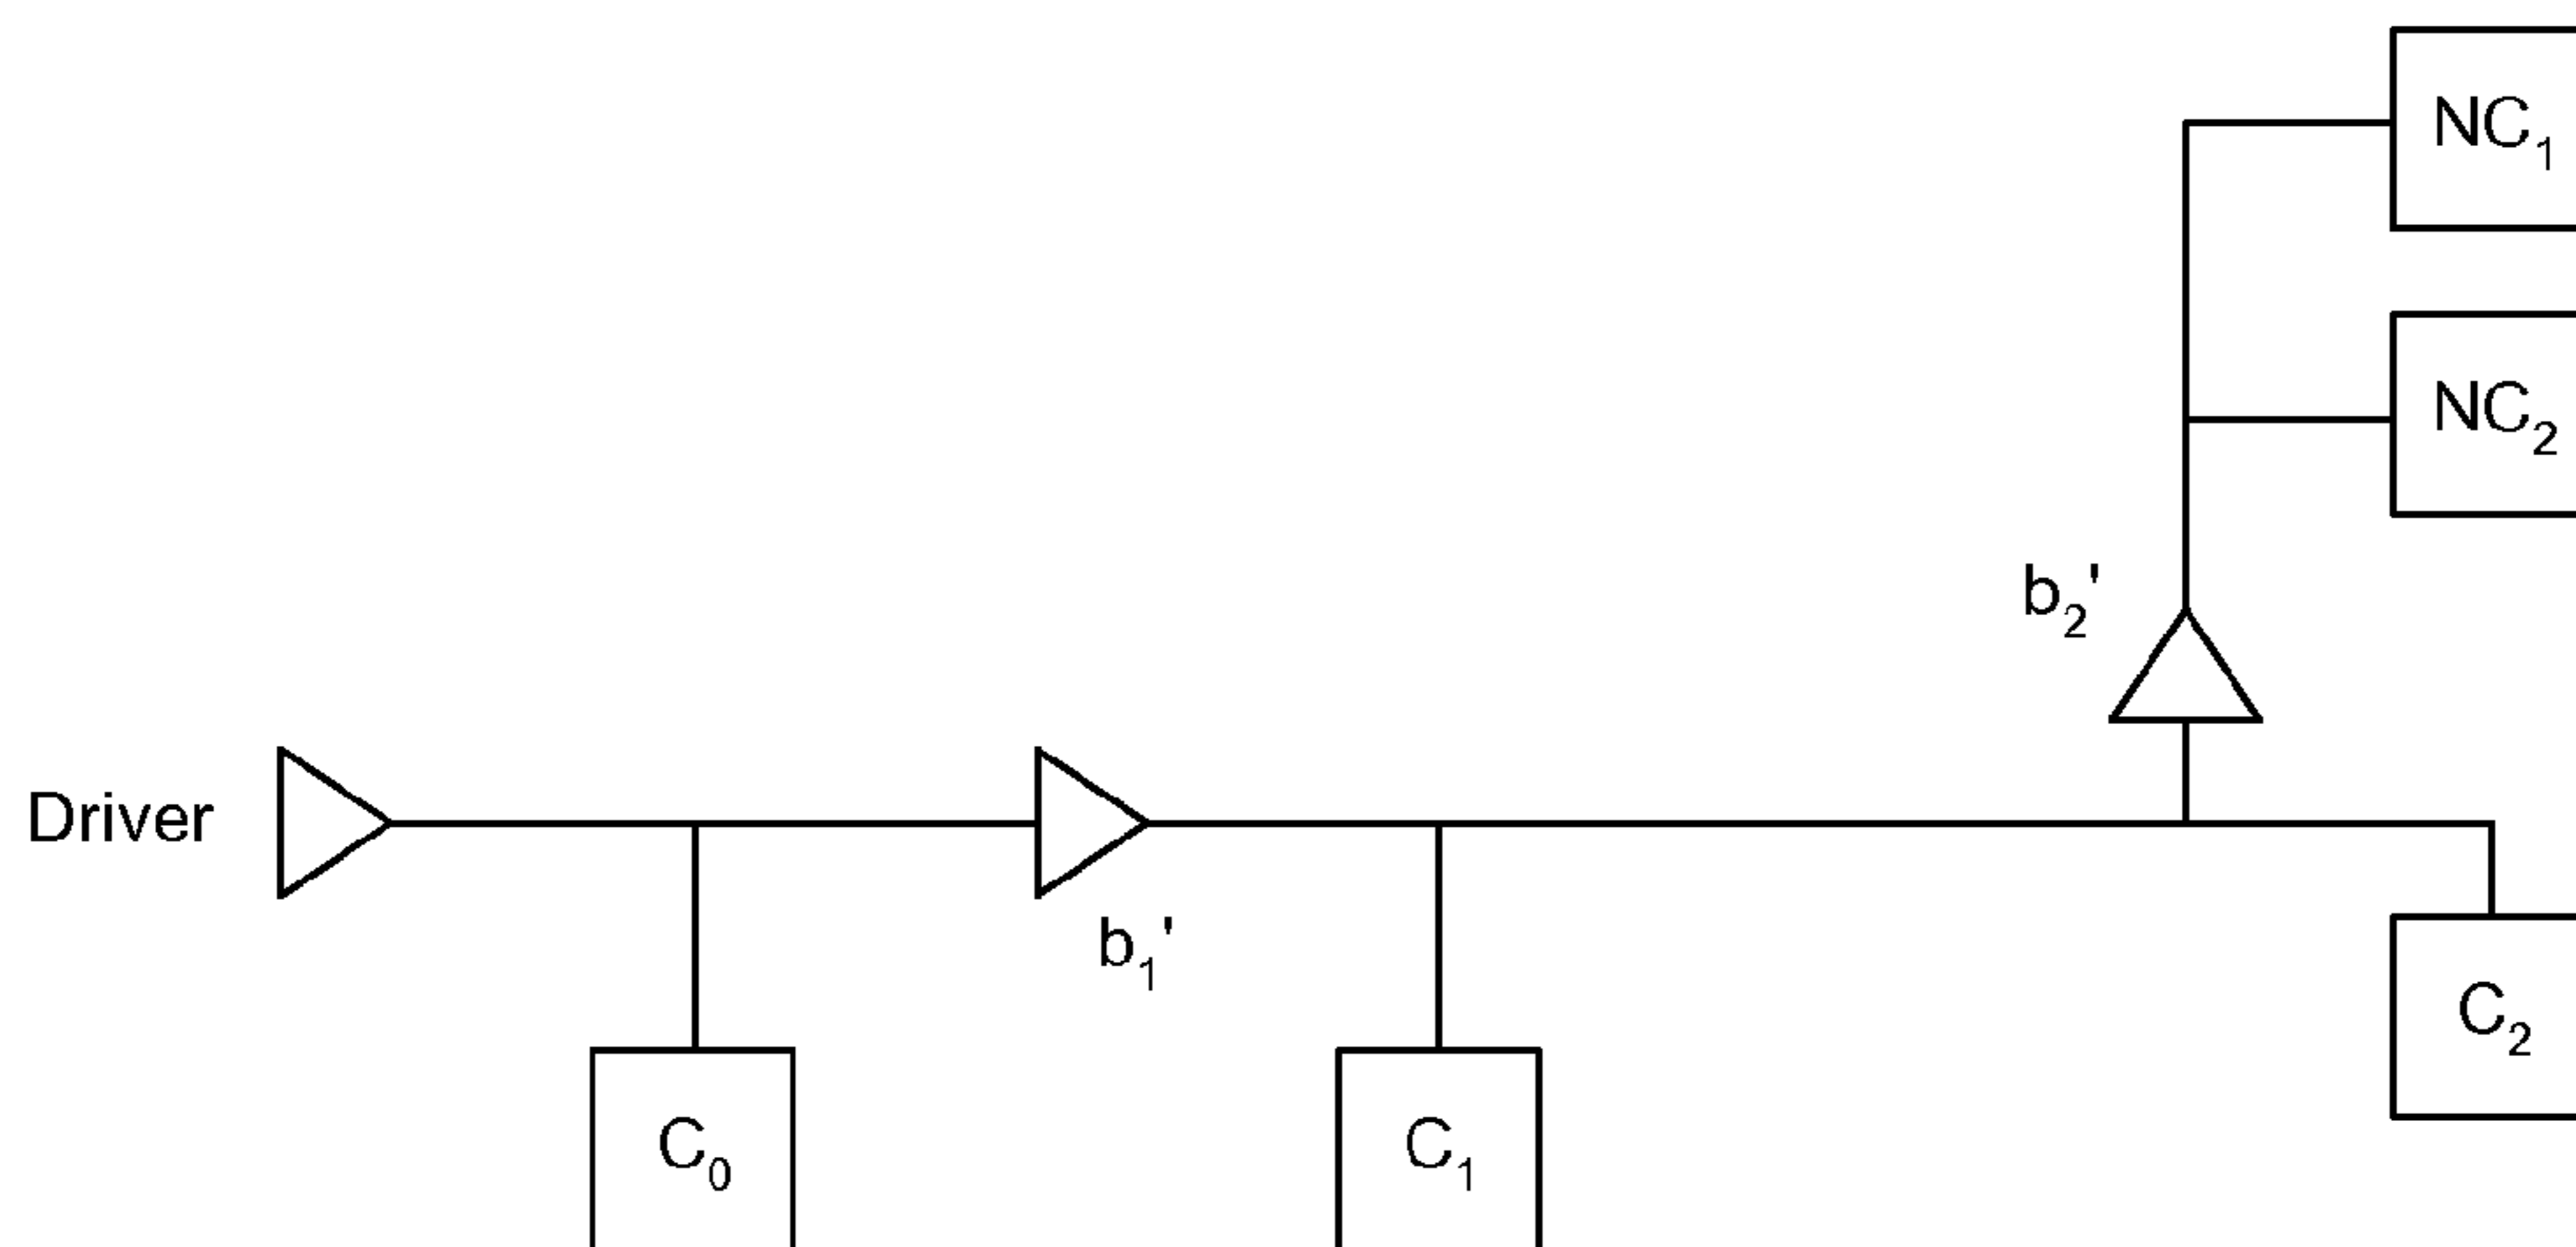 NC₁
NC₂
b₂'
Driver
b₁'
C₂
C₀
C₁